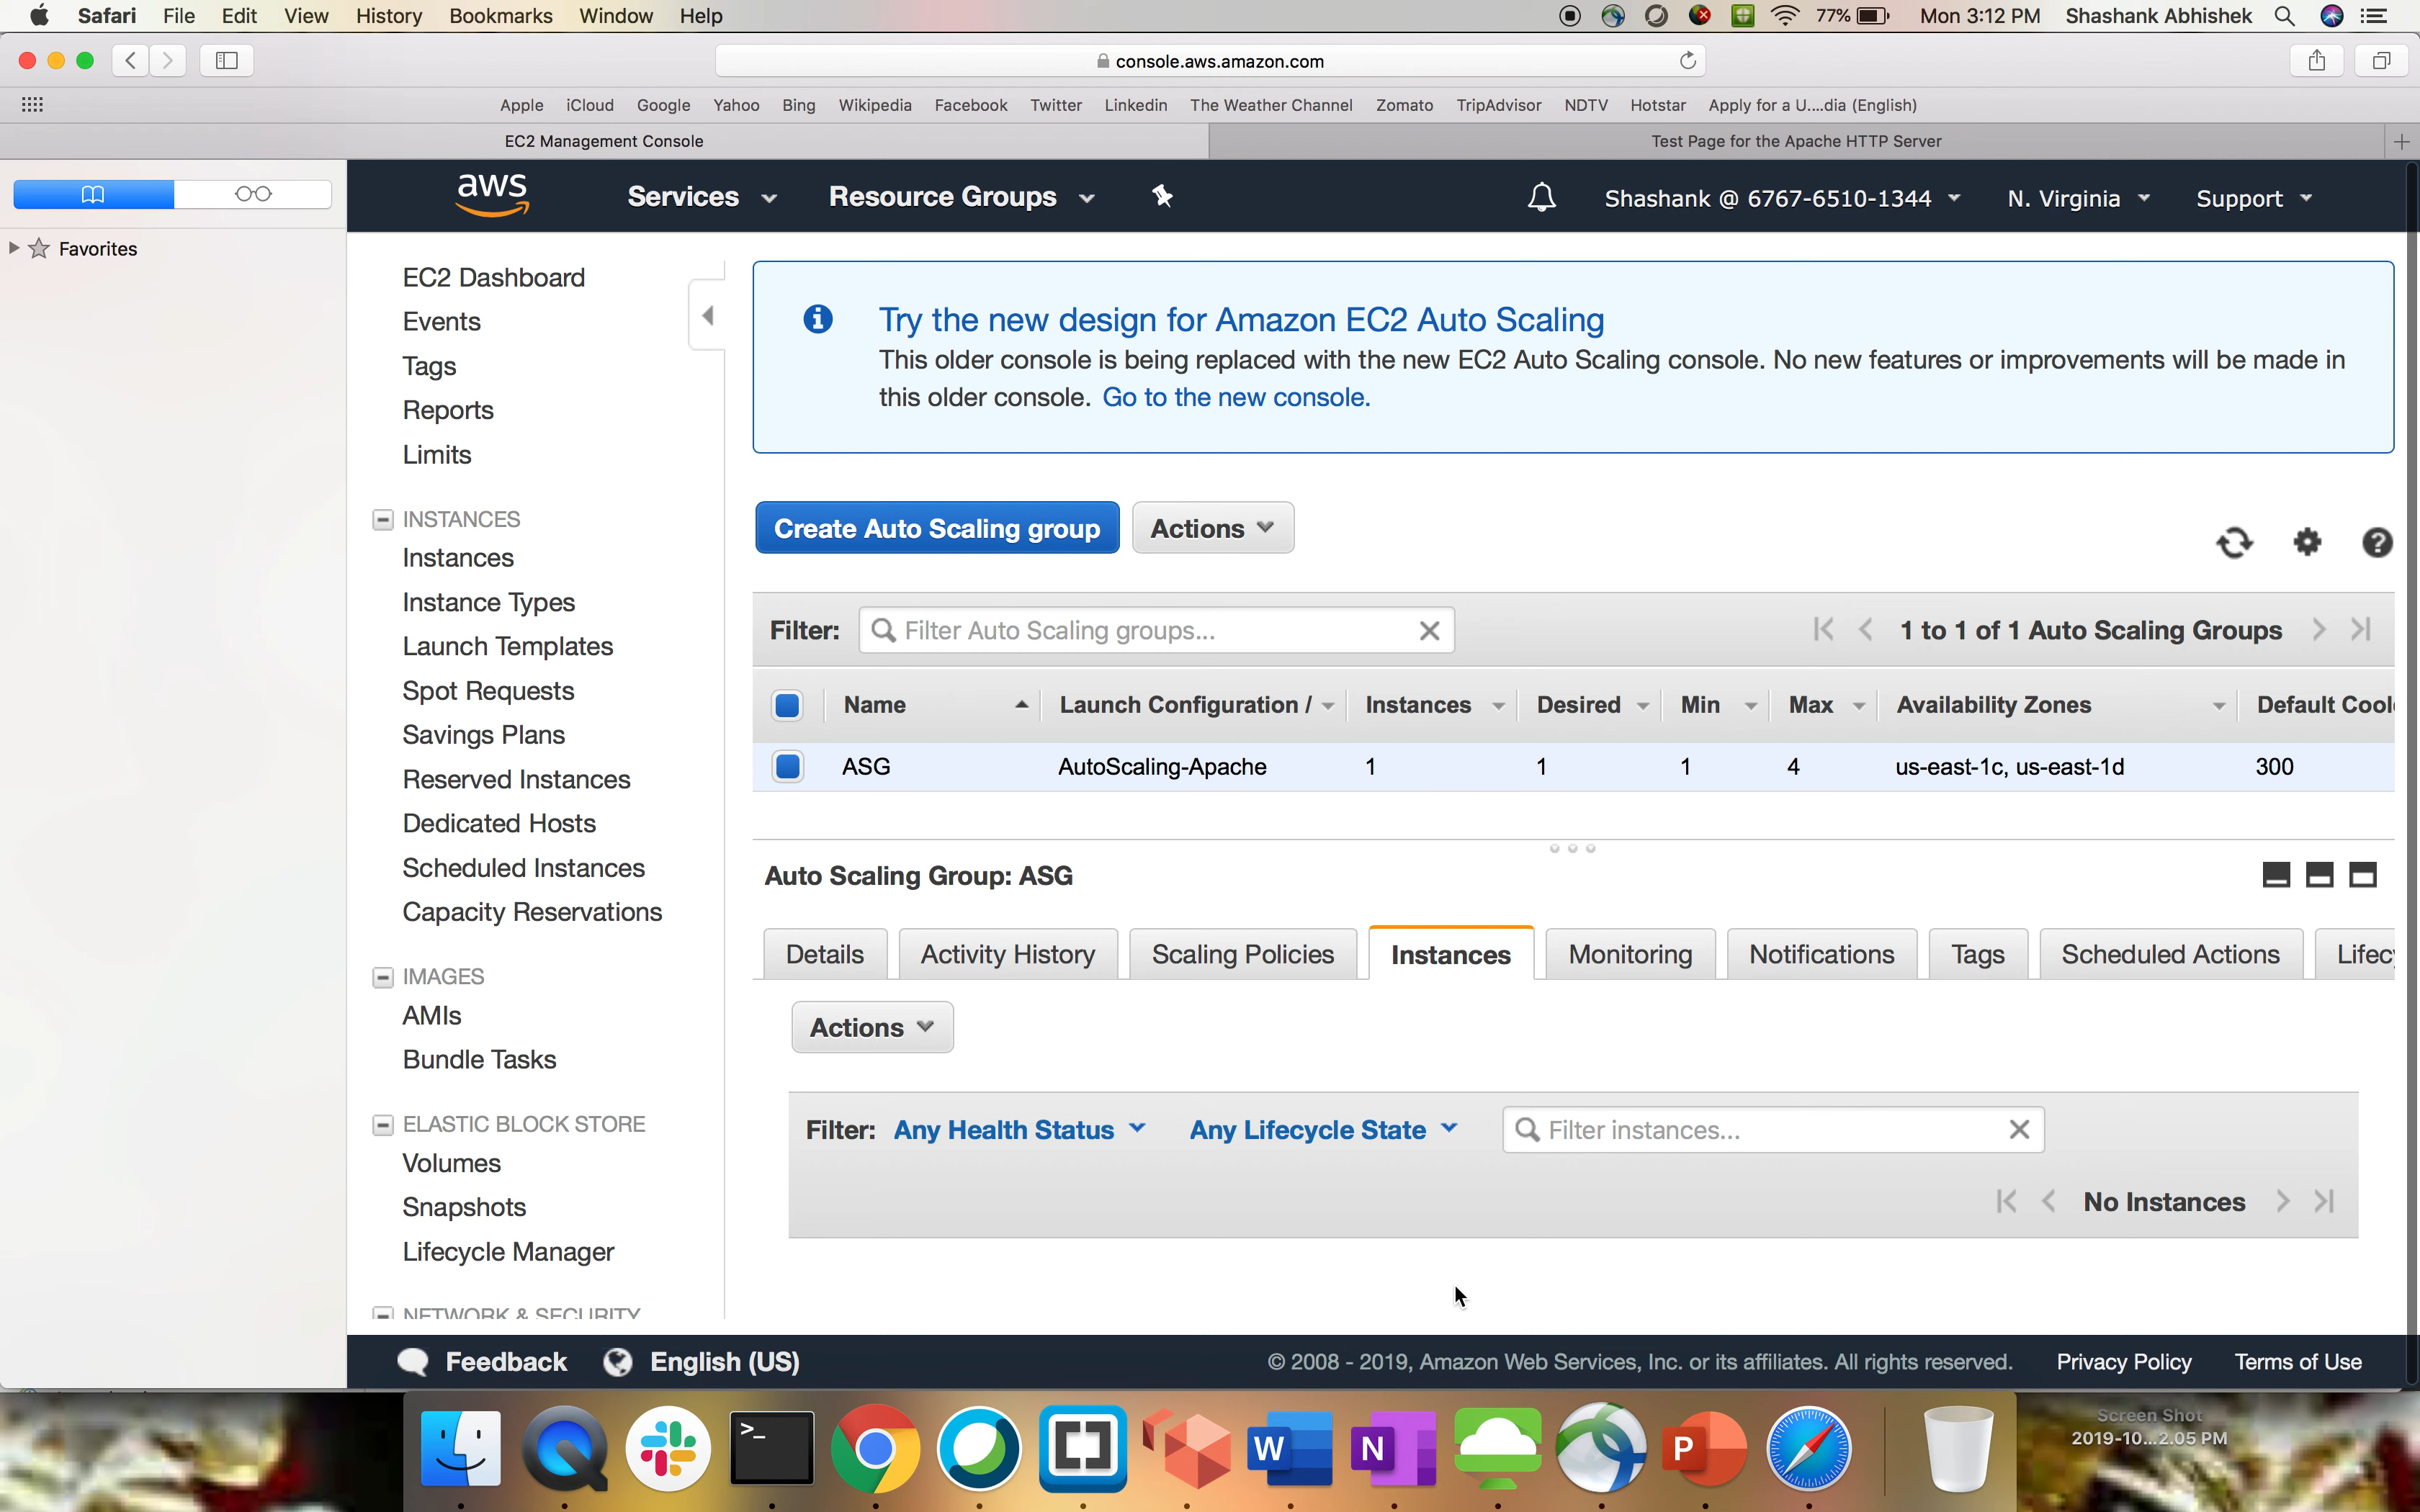 Safari File Edit View History Bookmarks Window Help 77% Mon 3:12 PM Shashank Abhishek
console.aws.amazon.com
Apple iCloud Google Yahoo Bing Wikipedia Facebook Twitter Linkedin The Weather Channel Zomato TripAdvisor NDTV Hotstar Apply for a U....dia (English)
EC2 Management Console Test Page for the Apache HTTP Server
Favorites
aws Services Resource Groups Shashank @ 6767-6510-1344 N. Virginia Support
EC2 Dashboard
Events
Tags
Reports
Limits
INSTANCES
Instances
Instance Types
Launch Templates
Spot Requests
Savings Plans
Reserved Instances
Dedicated Hosts
Scheduled Instances
Capacity Reservations
IMAGES
AMIs
Bundle Tasks
ELASTIC BLOCK STORE
Volumes
Snapshots
Lifecycle Manager
NETWORK & SECURITY
Try the new design for Amazon EC2 Auto Scaling
This older console is being replaced with the new EC2 Auto Scaling console. No new features or improvements will be made in
this older console. Go to the new console.
Create Auto Scaling group Actions
Filter: Filter Auto Scaling groups... 1 to 1 of 1 Auto Scaling Groups
Name Launch Configuration / Instances Desired Min Max Availability Zones Default Cool
ASG AutoScaling-Apache 1 1 1 4 us-east-1c, us-east-1d 300
Auto Scaling Group: ASG
Details Activity History Scaling Policies Instances Monitoring Notifications Tags Scheduled Actions Lifec
Actions
Filter: Any Health Status Any Lifecycle State Filter instances...
No Instances
Feedback English (US) © 2008 - 2019, Amazon Web Services, Inc. or its affiliates. All rights reserved. Privacy Policy Terms of Use
>_ W N P
Screen Shot
2019-10...2.05 PM